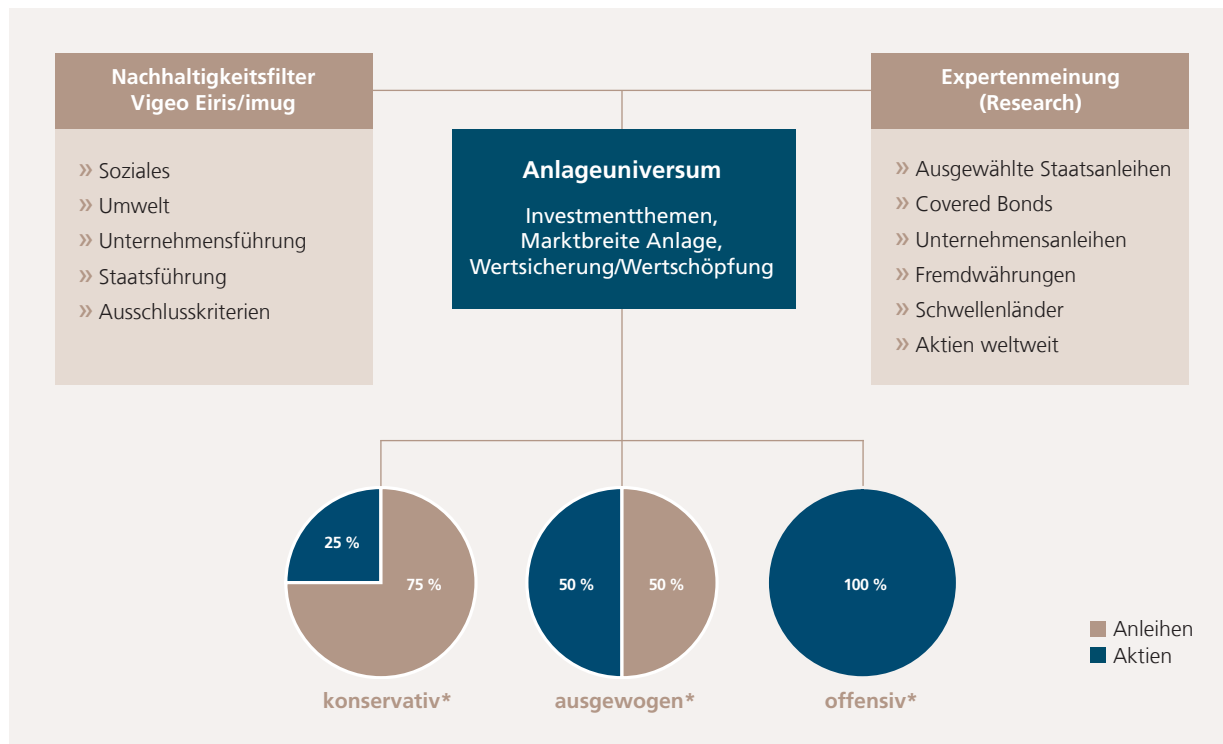 Nachhaltigkeitsfilter
Vigeo Eiris/imug
» Soziales
» Umwelt
» Unternehmensführung
» Staatsführung
» Ausschlusskriterien
Anlageuniversum
Investmentthemen,
Marktbreite Anlage,
Wertsicherung/Wertschöpfung
Expertenmeinung
(Research)
» Ausgewählte Staatsanleihen
» Covered Bonds
» Unternehmensanleihen
» Fremdwährungen
» Schwellenländer
» Aktien weltweit
25 %
75 %
konservativ*
50 %
50 %
ausgewogen*
100 %
offensiv*
Anleihen
Aktien